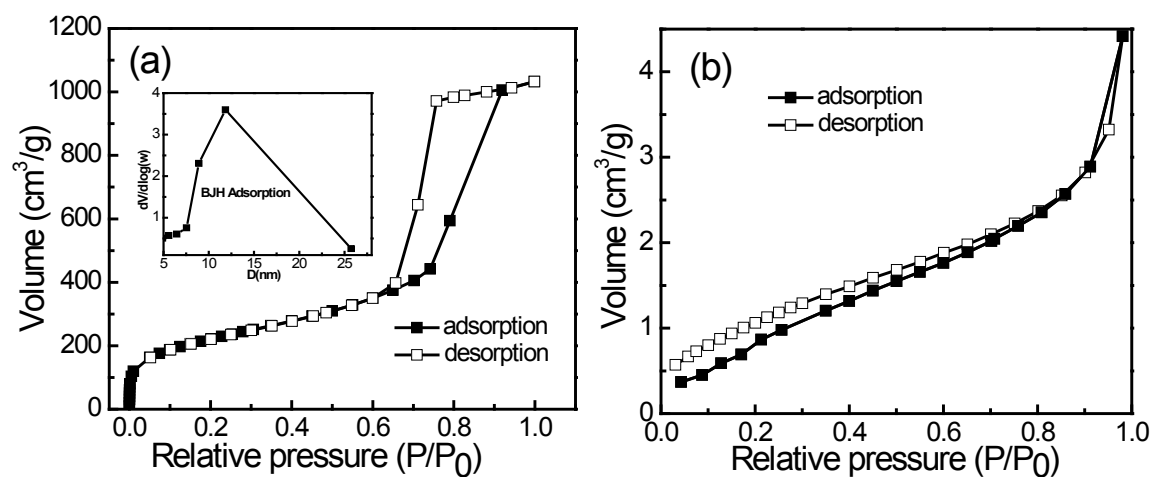 (a)
1200
1000
800
600
400
200
0
Volume (cm³/g)
0.0 0.2 0.4 0.6 0.8 1.0
Relative pressure (P/P₀)
adsorption
desorption
4
3
2
1
dV/dlog(w)
BJH Adsorption
5 10 15 20 25
D(nm)
(b)
4
3
2
1
0
Volume (cm³/g)
adsorption
desorption
0.0 0.2 0.4 0.6 0.8 1.0
Relative pressure (P/P₀)